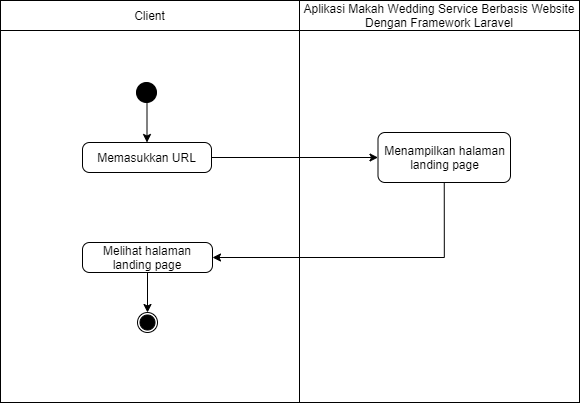 Client
Aplikasi Makah Wedding Service Berbasis Website
Dengan Framework Laravel
Memasukkan URL
Menampilkan halaman
landing page
Melihat halaman
landing page